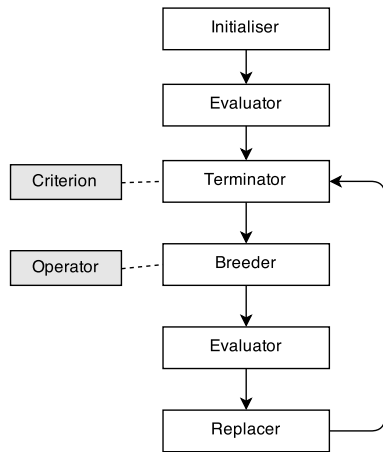 Initialiser
Evaluator
Criterion
Terminator
Operator
Breeder
Evaluator
Replacer